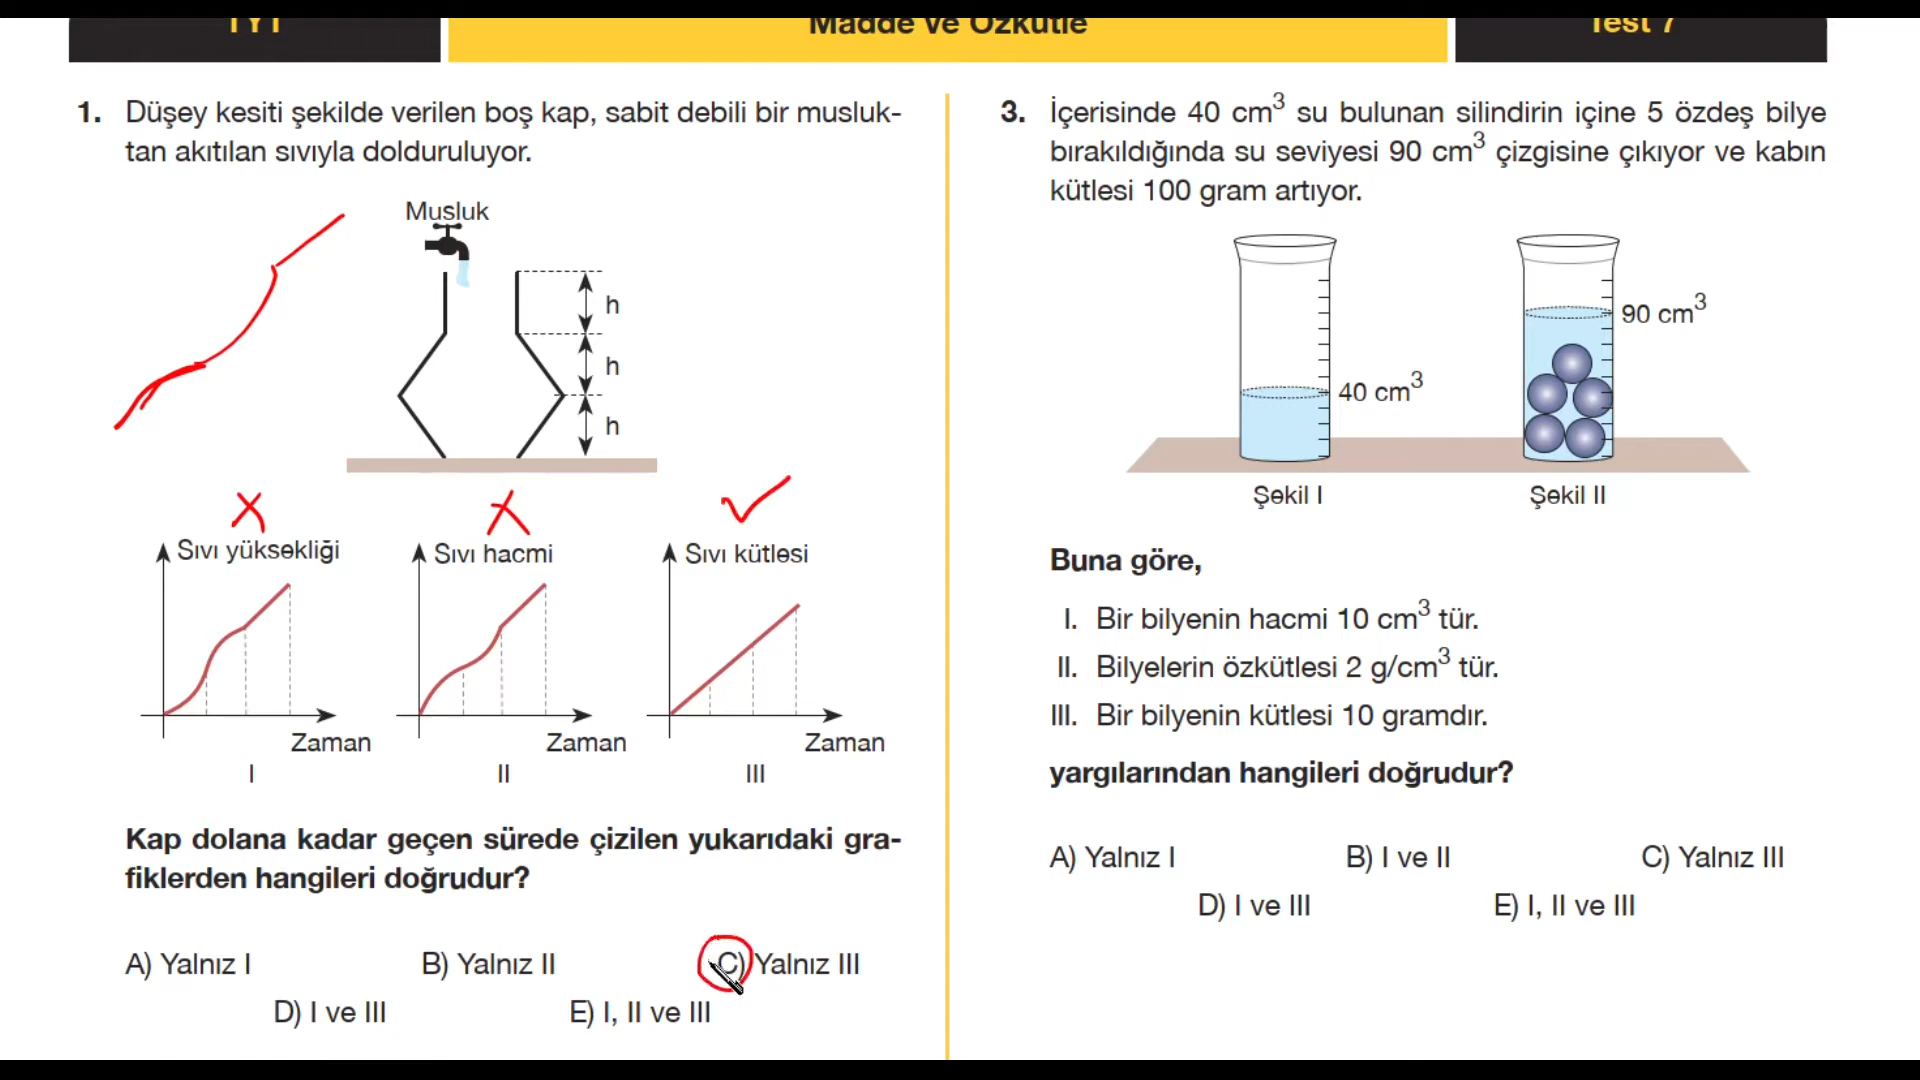 TYT
Madde ve Özkütle
Test 7
1. Düşey kesiti şekilde verilen boş kap, sabit debili bir musluk-
tan akıtılan sıvıyla dolduruluyor.
Musluk
h
h
h
Sıvı yüksekliği
Zaman
I
Sıvı hacmi
Zaman
II
Sıvı kütlesi
Zaman
III
Kap dolana kadar geçen sürede çizilen yukarıdaki gra-
fiklerden hangileri doğrudur?
A) Yalnız I
B) Yalnız II
C) Yalnız III
D) I ve III
E) I, II ve III
3. İçerisinde 40 cm³ su bulunan silindirin içine 5 özdeş bilye
bırakıldığında su seviyesi 90 cm³ çizgisine çıkıyor ve kabın
kütlesi 100 gram artıyor.
40 cm³
90 cm³
Şekil I
Şekil II
Buna göre,
I. Bir bilyenin hacmi 10 cm³ tür.
II. Bilyelerin özkütlesi 2 g/cm³ tür.
III. Bir bilyenin kütlesi 10 gramdır.
yargılarından hangileri doğrudur?
A) Yalnız I
B) I ve II
C) Yalnız III
D) I ve III
E) I, II ve III